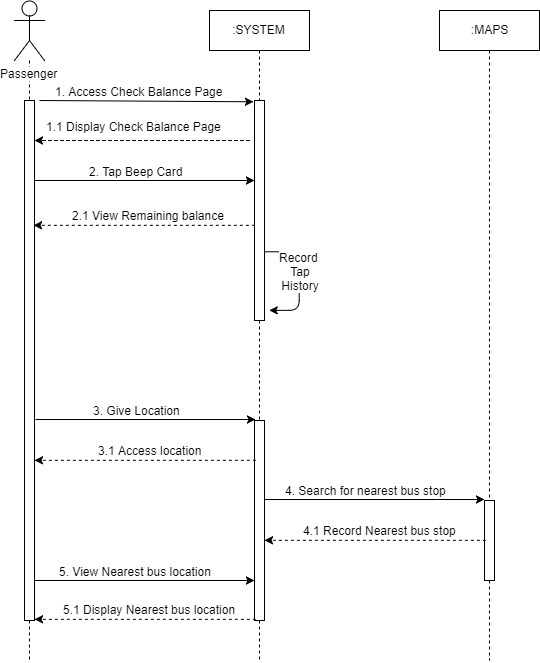 :SYSTEM
:MAPS
Passenger
1. Access Check Balance Page
1.1 Display Check Balance Page
2. Tap Beep Card
2.1 View Remaining balance
Record
Tap
History
3. Give Location
3.1 Access location
4. Search for nearest bus stop
4.1 Record Nearest bus stop
5. View Nearest bus location
5.1 Display Nearest bus location